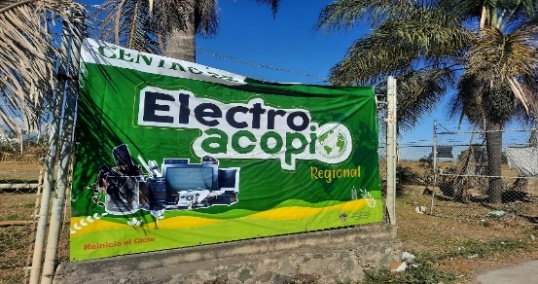 Electro
acopio
Regional
Reinicia el Ciclo